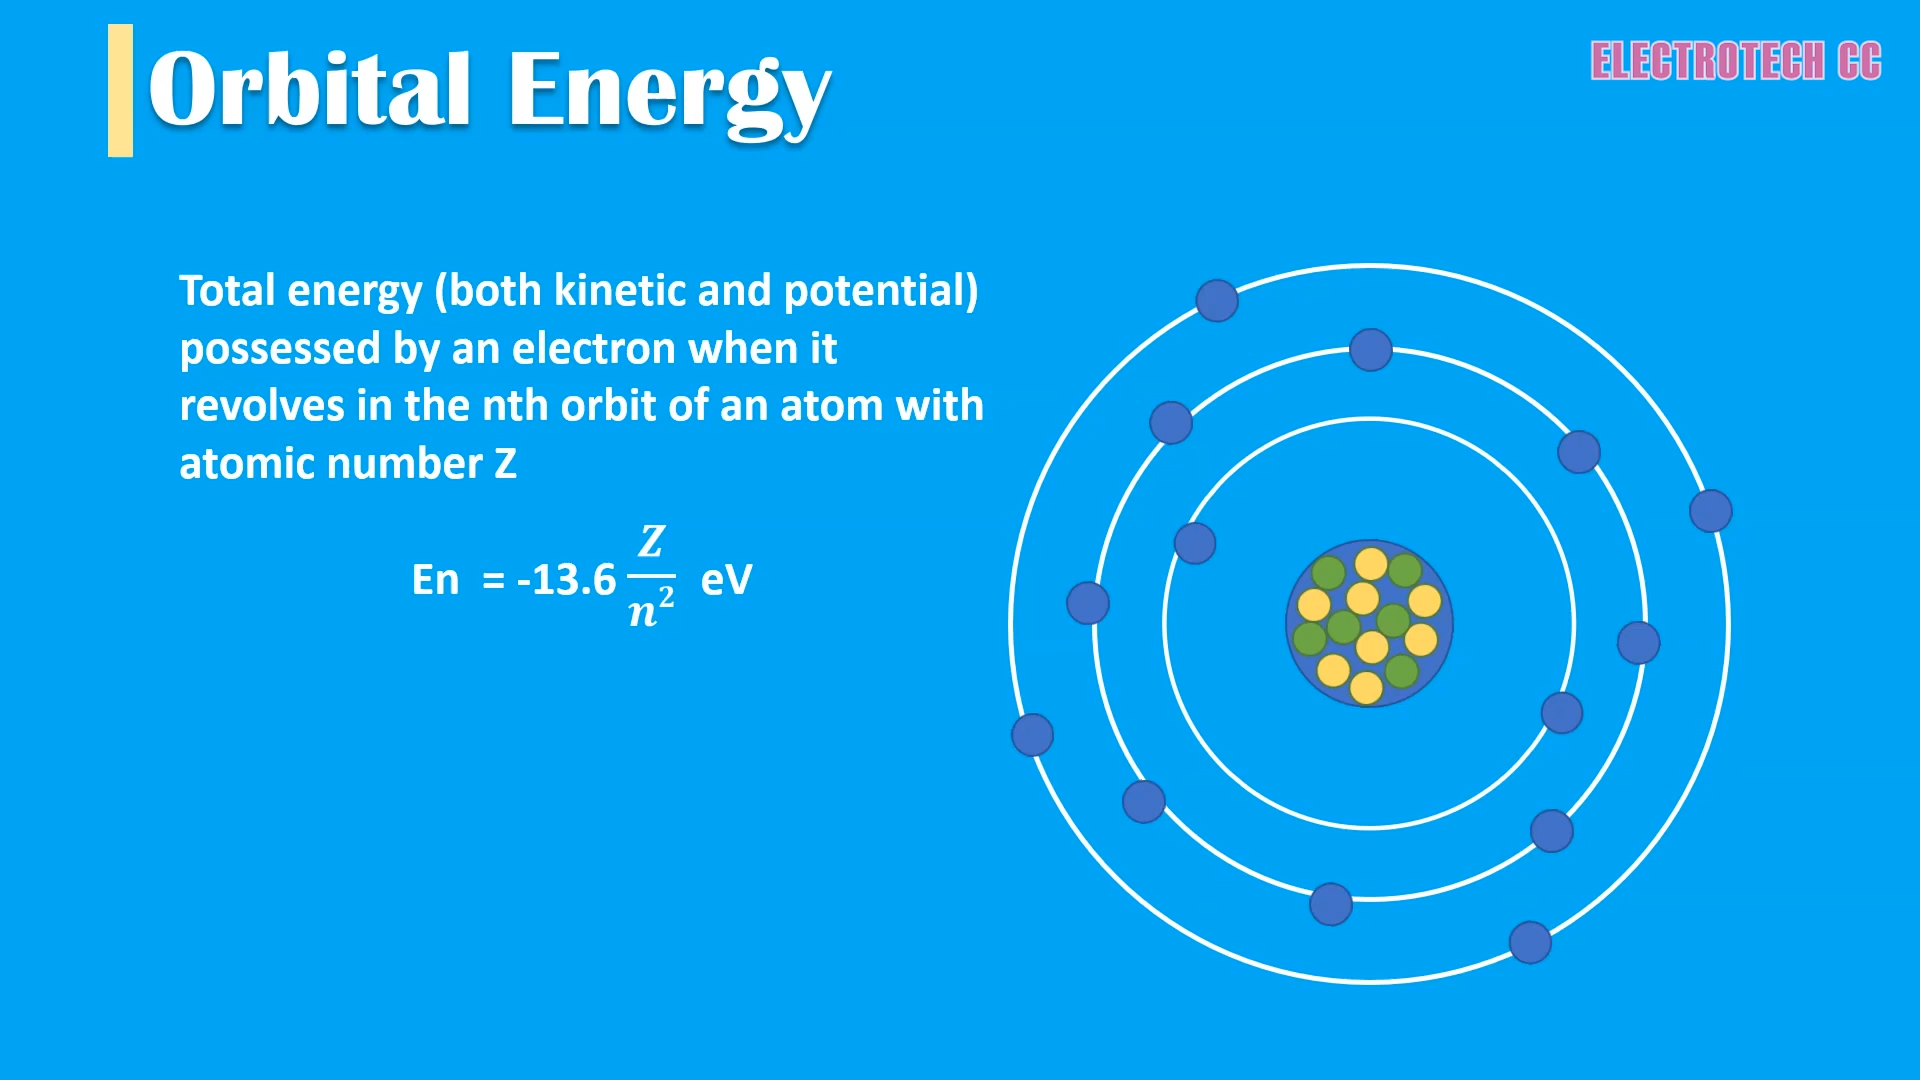 Orbital Energy
ELECTROTECH CC
Total energy (both kinetic and potential)
possessed by an electron when it
revolves in the nth orbit of an atom with
atomic number Z
En = -13.6 Z/n² eV